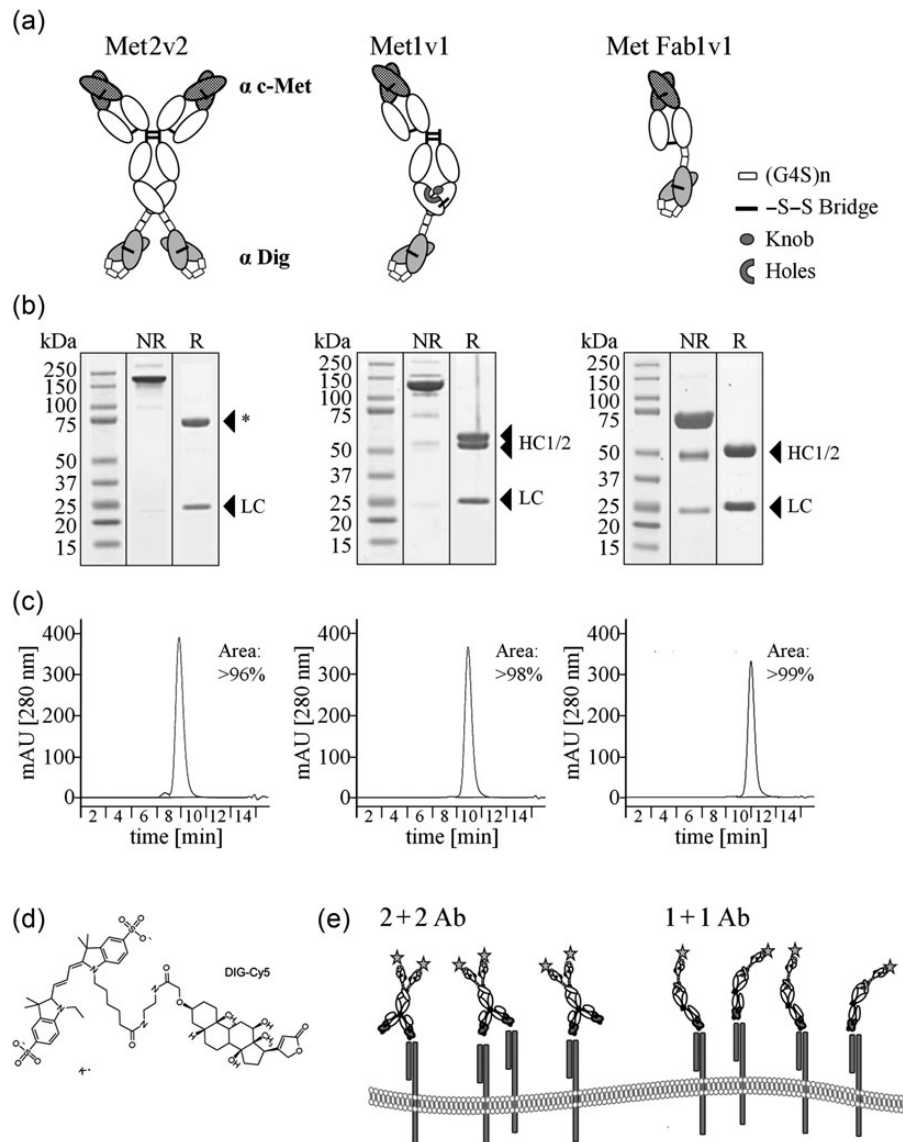 (a)
Met2v2
Met1v1
Met Fab1v1
α c-Met
α Dig
(G4S)n
–S–S Bridge
Knob
Holes
(b)
kDa NR R
250
150
100
75
50
37
25
20
15
*
LC
kDa NR R
250
150
100
75
50
37
25
20
15
HC1/2
LC
kDa NR R
250
150
100
75
50
37
25
20
15
HC1/2
LC
(c)
mAU [280 nm]
400
300
200
100
0
Area:
>96%
2 4 6 8 10 12 14
time [min]
mAU [280 nm]
400
300
200
100
0
Area:
>98%
2 4 6 8 10 12 14
time [min]
mAU [280 nm]
400
300
200
100
0
Area:
>99%
2 4 6 8 10 12 14
time [min]
(d)
DIG-Cy5
(e)
2 + 2 Ab
1 + 1 Ab